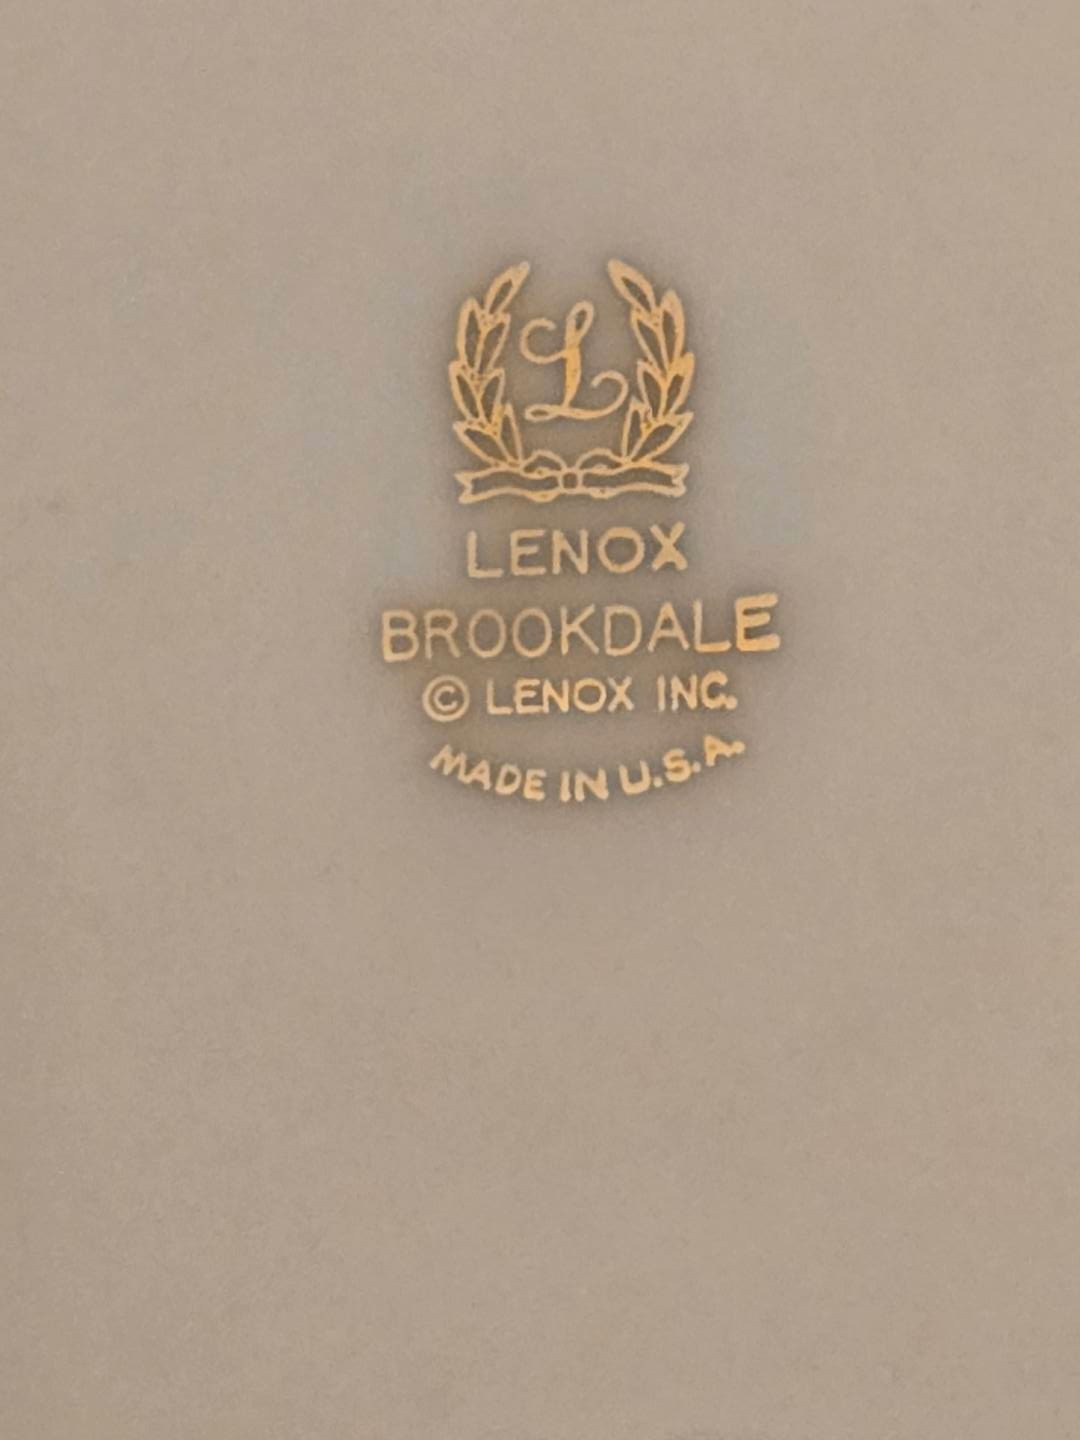 L
LENOX
BROOKDALE
© LENOX INC.
MADE IN U.S.A.